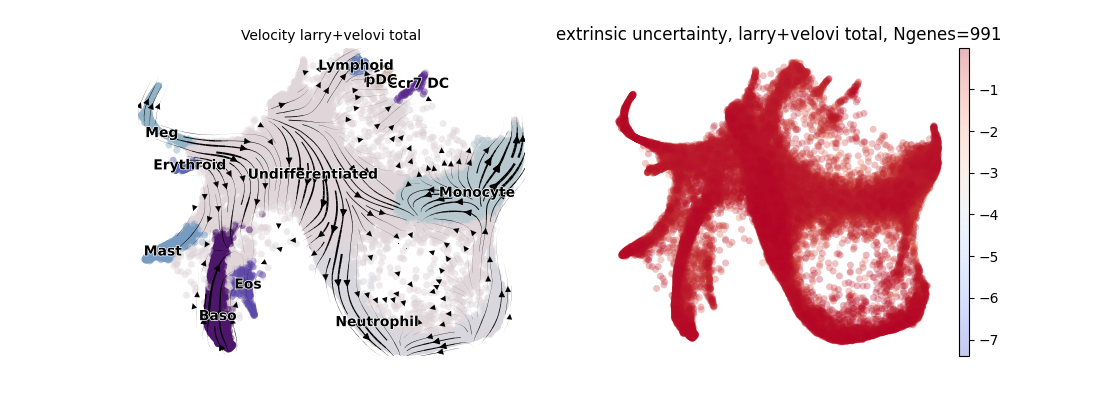 Velocity larry+velovi total
Lymphoid
pDC
Ccr7 DC
Meg
Erythroid
Undifferentiated
Monocyte
Mast
Eos
Baso
Neutrophil
extrinsic uncertainty, larry+velovi total, Ngenes=991
−1
−2
−3
−4
−5
−6
−7